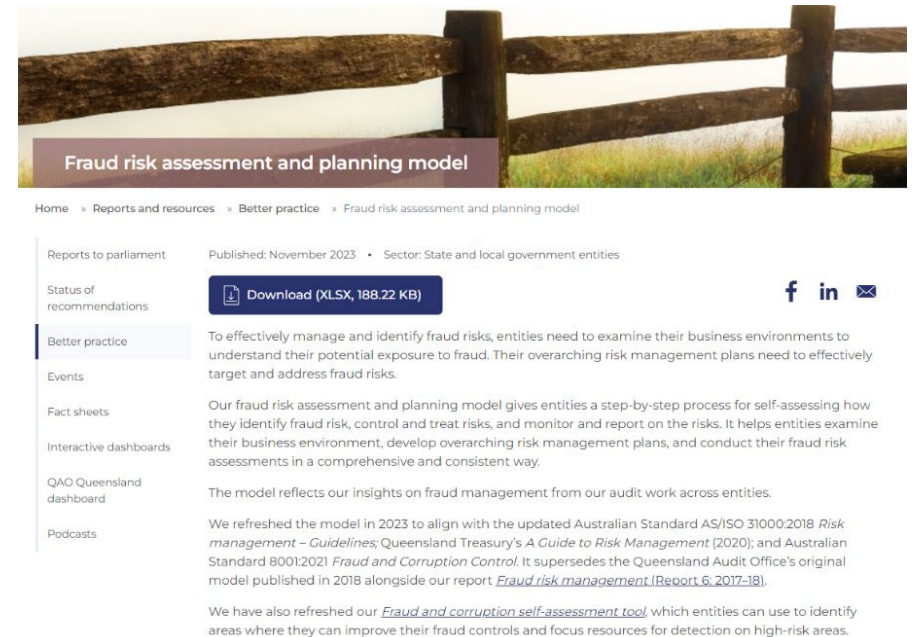 Fraud risk assessment and planning model
Home » Reports and resources » Better practice » Fraud risk assessment and planning model
Reports to parliament
Status of
recommendations
Better practice
Events
Fact sheets
Interactive dashboards
QAO Queensland
dashboard
Podcasts
Published: November 2023 • Sector: State and local government entities
Download (XLSX, 188.22 KB)
To effectively manage and identify fraud risks, entities need to examine their business environments to
understand their potential exposure to fraud. Their overarching risk management plans need to effectively
target and address fraud risks.
Our fraud risk assessment and planning model gives entities a step-by-step process for self-assessing how
they identify fraud risk, control and treat risks, and monitor and report on the risks. It helps entities examine
their business environment, develop overarching risk management plans, and conduct their fraud risk
assessments in a comprehensive and consistent way.
The model reflects our insights on fraud management from our audit work across entities.
We refreshed the model in 2023 to align with the updated Australian Standard AS/ISO 31000:2018 Risk
management – Guidelines; Queensland Treasury's A Guide to Risk Management (2020); and Australian
Standard 8001:2021 Fraud and Corruption Control. It supersedes the Queensland Audit Office's original
model published in 2018 alongside our report Fraud risk management (Report 6: 2017–18).
We have also refreshed our Fraud and corruption self-assessment tool, which entities can use to identify
areas where they can improve their fraud controls and focus resources for detection on high-risk areas.